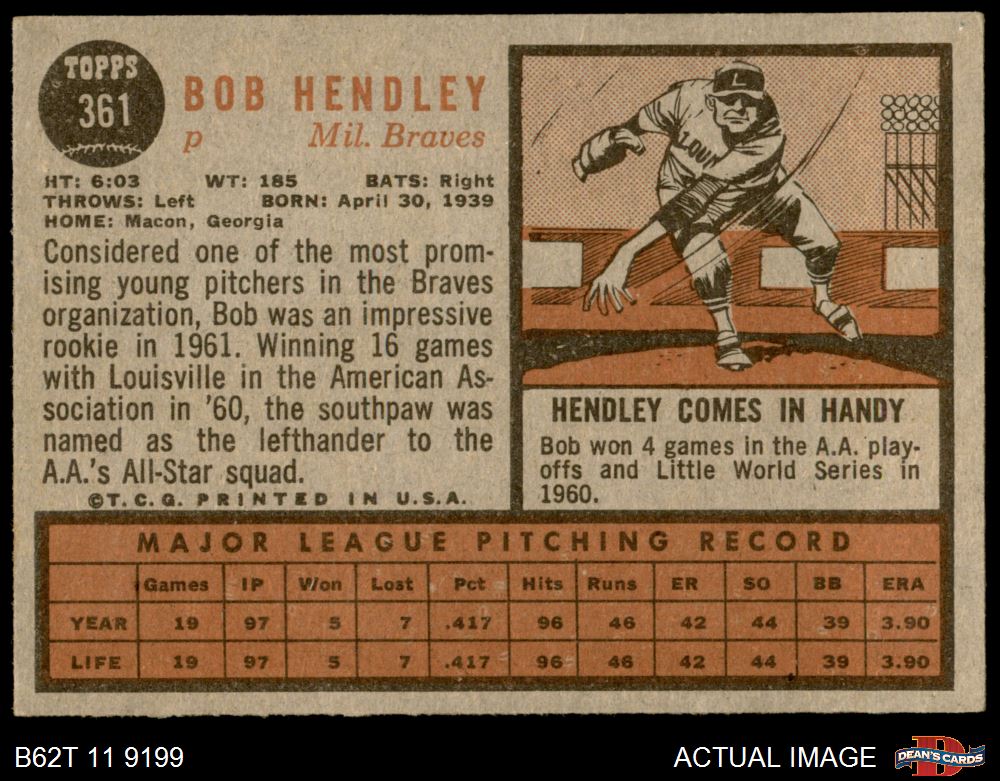 TOPPS
361
BOB HENDLEY
p Mil. Braves
HT: 6:03 WT: 185 BATS: Right
THROWS: Left BORN: April 30, 1939
HOME: Macon, Georgia
Considered one of the most prom-
ising young pitchers in the Braves
organization, Bob was an impressive
rookie in 1961. Winning 16 games
with Louisville in the American As-
sociation in '60, the southpaw was
named as the lefthander to the
A.A.'s All-Star squad.
©T.C.G. PRINTED IN U.S.A.
L
LOUI
HENDLEY COMES IN HANDY
Bob won 4 games in the A.A. play-
offs and Little World Series in
1960.
MAJOR LEAGUE PITCHING RECORD
Games IP Won Lost Pct Hits Runs ER SO BB ERA
YEAR 19 97 5 7 .417 96 46 42 44 39 3.90
LIFE 19 97 5 7 .417 96 46 42 44 39 3.90
B62T 11 9199 ACTUAL IMAGE
D
DEAN'S CARDS